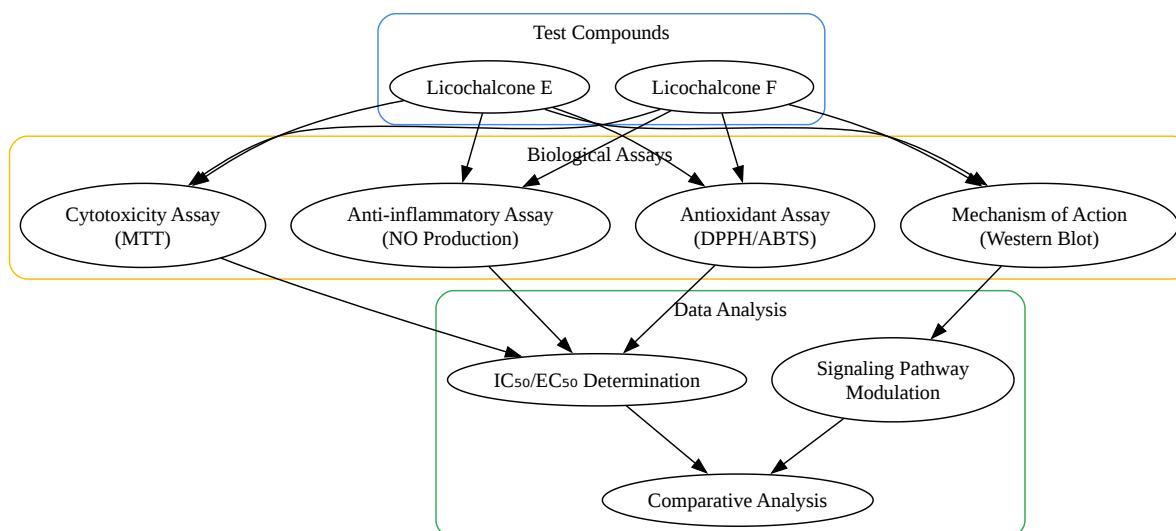 Test Compounds
Licochalcone E
Licochalcone F
Biological Assays
Cytotoxicity Assay
(MTT)
Anti-inflammatory Assay
(NO Production)
Antioxidant Assay
(DPPH/ABTS)
Mechanism of Action
(Western Blot)
Data Analysis
IC₅₀/EC₅₀ Determination
Signaling Pathway
Modulation
Comparative Analysis